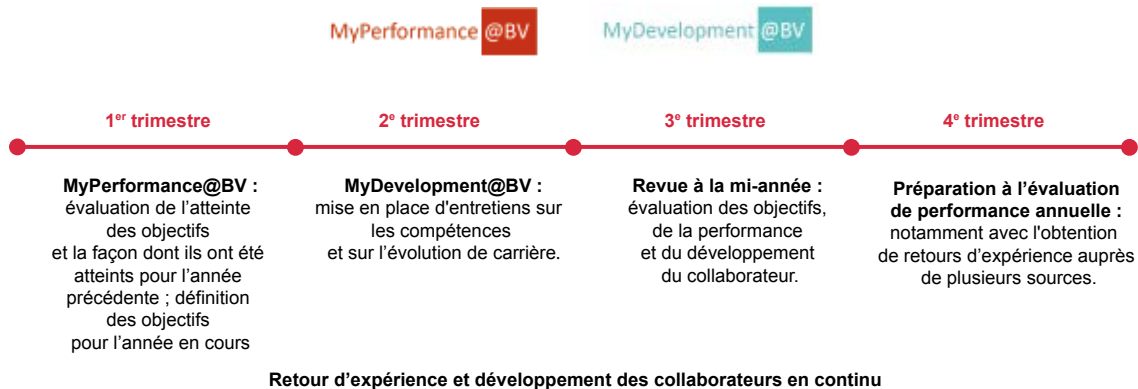 MyPerformance @BV
MyDevelopment @BV
1er trimestre
2e trimestre
3e trimestre
4e trimestre
MyPerformance@BV :
évaluation de l’atteinte
des objectifs
et la façon dont ils ont été
atteints pour l’année
précédente ; définition
des objectifs
pour l’année en cours
MyDevelopment@BV :
mise en place d'entretiens sur
les compétences
et sur l’évolution de carrière.
Revue à la mi-année :
évaluation des objectifs,
de la performance
et du développement
du collaborateur.
Préparation à l’évaluation
de performance annuelle :
notamment avec l'obtention
de retours d’expérience auprès
de plusieurs sources.
Retour d’expérience et développement des collaborateurs en continu